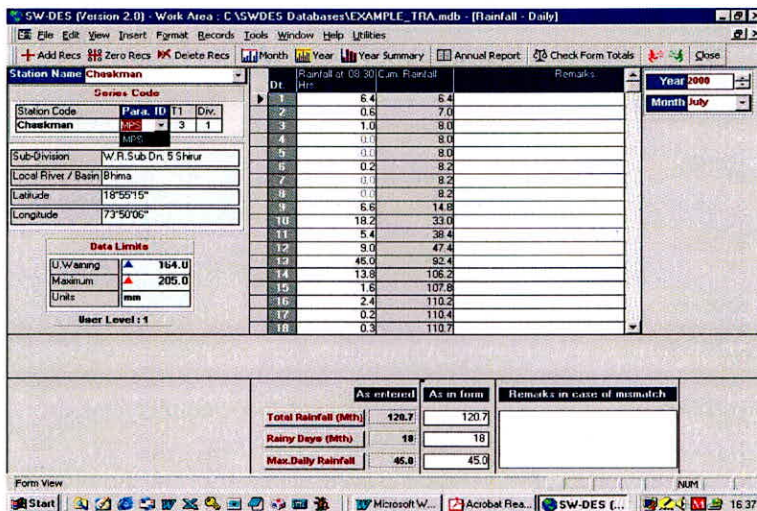 SW-DES (Version 2.0) - Work Area : C:\SWDES Databases\EXAMPLE_TRA.mdb - [Rainfall - Daily]
File Edit View Insert Format Records Tools Window Help Utilities
Add Recs Zero Recs Delete Recs Month Year Year Summary Annual Report Check Form Totals Close
Station Name Chaskman
Series Code
Station Code Para. ID T1 Div.
Chaskman MPS 3 1
MPS
Sub-Division W.R.Sub Dn. 5 Shirur
Local River / Basin Bhima
Latitude 18°55'15"
Longitude 73°50'06"
Data Limits
U.Warning 164.0
Maximum 205.0
Units mm
User Level : 1
Dt. Rainfall at 08:30 Hrs Cum. Rainfall Remarks
1 6.4 6.4
2 0.6 7.0
3 1.0 8.0
4 0.0 8.0
5 0.0 8.0
6 0.2 8.2
7 0.0 8.2
8 0.0 8.2
9 6.6 14.8
10 18.2 33.0
11 5.4 38.4
12 9.0 47.4
13 45.0 92.4
14 13.8 106.2
15 1.6 107.8
16 2.4 110.2
17 0.2 110.4
18 0.3 110.7
Year 2000
Month July
As entered As in form Remarks in case of mismatch
Total Rainfall (Mth) 120.7 120.7
Rainy Days (Mth) 18 18
Max.Daily Rainfall 45.0 45.0
Form View NUM
Start Microsoft W... Acrobat Rea... SW-DES (... 16:37